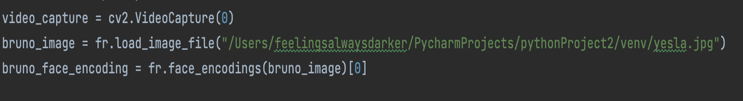 video_capture = cv2.VideoCapture(0)
bruno_image = fr.load_image_file("/Users/feelingsalwaysdarker/PycharmProjects/pythonProject2/venv/yesla.jpg")
bruno_face_encoding = fr.face_encodings(bruno_image)[0]